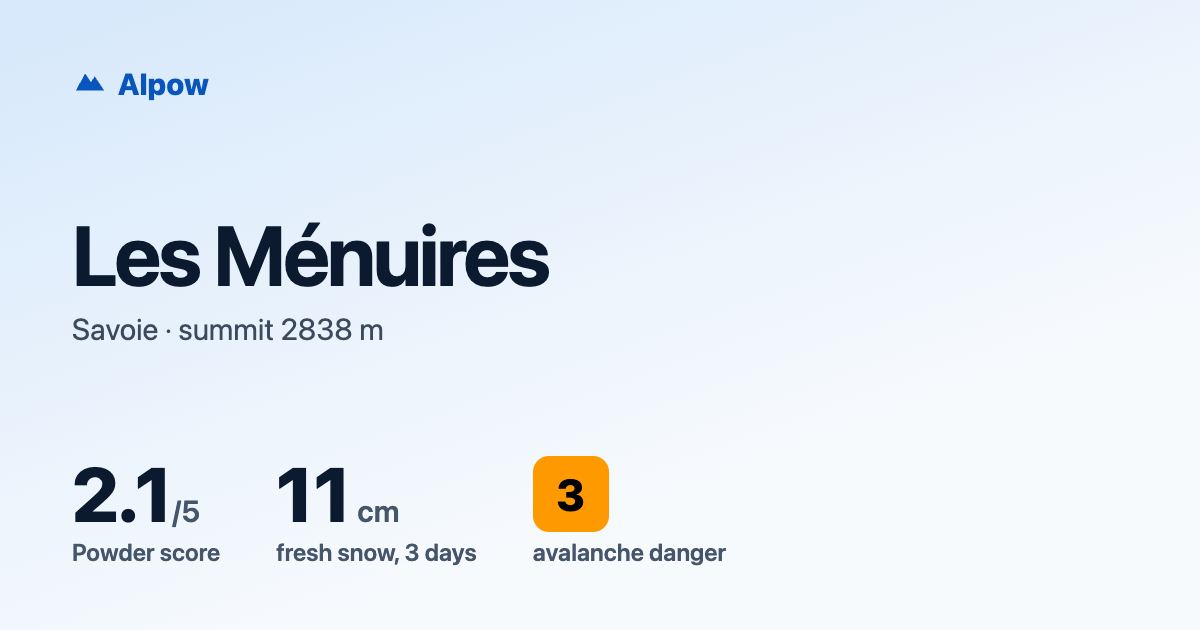 Alpow
Les Ménuires
Savoie · summit 2838 m
2.1/5 11 cm 3
Powder score fresh snow, 3 days avalanche danger